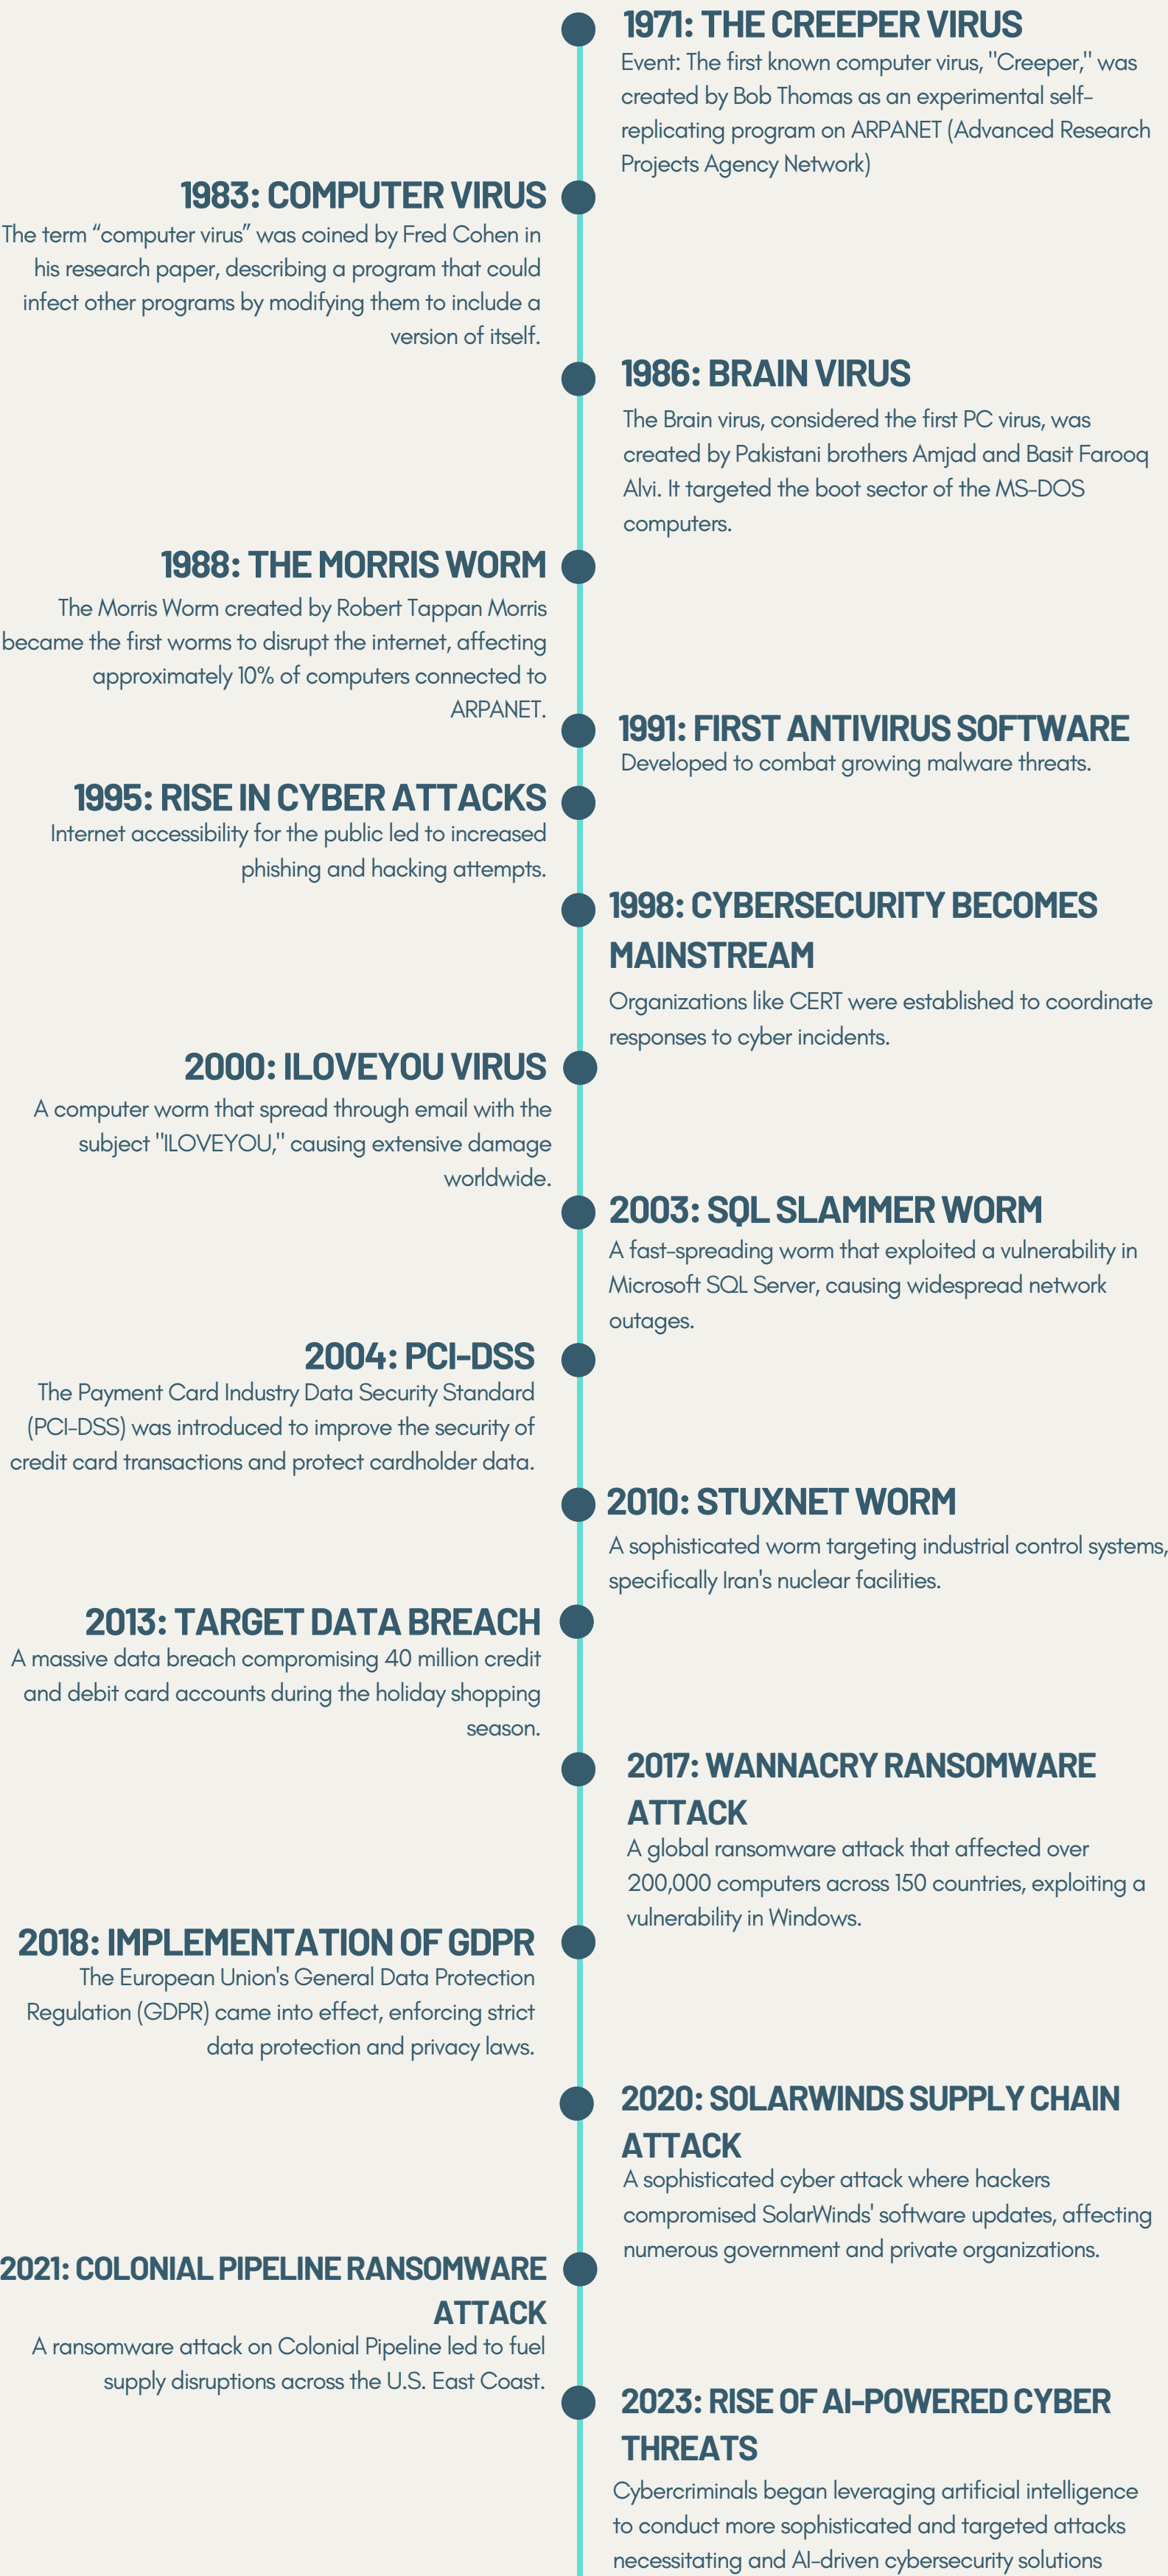 1971: THE CREEPER VIRUS
Event: The first known computer virus, "Creeper," was
created by Bob Thomas as an experimental self-
replicating program on ARPANET (Advanced Research
Projects Agency Network)
1983: COMPUTER VIRUS
The term “computer virus” was coined by Fred Cohen in
his research paper, describing a program that could
infect other programs by modifying them to include a
version of itself.
1986: BRAIN VIRUS
The Brain virus, considered the first PC virus, was
created by Pakistani brothers Amjad and Basit Farooq
Alvi. It targeted the boot sector of the MS-DOS
computers.
1988: THE MORRIS WORM
The Morris Worm created by Robert Tappan Morris
became the first worms to disrupt the internet, affecting
approximately 10% of computers connected to
ARPANET.
1991: FIRST ANTIVIRUS SOFTWARE
Developed to combat growing malware threats.
1995: RISE IN CYBER ATTACKS
Internet accessibility for the public led to increased
phishing and hacking attempts.
1998: CYBERSECURITY BECOMES
MAINSTREAM
Organizations like CERT were established to coordinate
responses to cyber incidents.
2000: ILOVEYOU VIRUS
A computer worm that spread through email with the
subject "ILOVEYOU," causing extensive damage
worldwide.
2003: SQL SLAMMER WORM
A fast-spreading worm that exploited a vulnerability in
Microsoft SQL Server, causing widespread network
outages.
2004: PCI-DSS
The Payment Card Industry Data Security Standard
(PCI-DSS) was introduced to improve the security of
credit card transactions and protect cardholder data.
2010: STUXNET WORM
A sophisticated worm targeting industrial control systems,
specifically Iran's nuclear facilities.
2013: TARGET DATA BREACH
A massive data breach compromising 40 million credit
and debit card accounts during the holiday shopping
season.
2017: WANNACRY RANSOMWARE
ATTACK
A global ransomware attack that affected over
200,000 computers across 150 countries, exploiting a
vulnerability in Windows.
2018: IMPLEMENTATION OF GDPR
The European Union's General Data Protection
Regulation (GDPR) came into effect, enforcing strict
data protection and privacy laws.
2020: SOLARWINDS SUPPLY CHAIN
ATTACK
A sophisticated cyber attack where hackers
compromised SolarWinds' software updates, affecting
numerous government and private organizations.
2021: COLONIAL PIPELINE RANSOMWARE
ATTACK
A ransomware attack on Colonial Pipeline led to fuel
supply disruptions across the U.S. East Coast.
2023: RISE OF AI-POWERED CYBER
THREATS
Cybercriminals began leveraging artificial intelligence
to conduct more sophisticated and targeted attacks
necessitating and AI-driven cybersecurity solutions